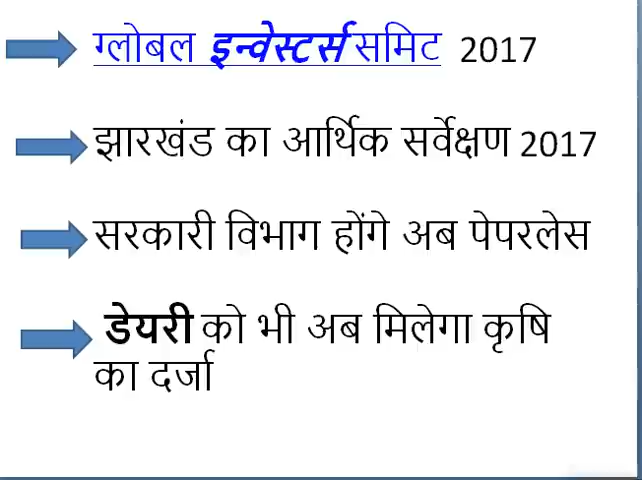 ग्लोबल इन्वेस्टर्स समिट 2017
झारखंड का आर्थिक सर्वेक्षण 2017
सरकारी विभाग होंगे अब पेपरलेस
डेयरी को भी अब मिलेगा कृषि
का दर्जा